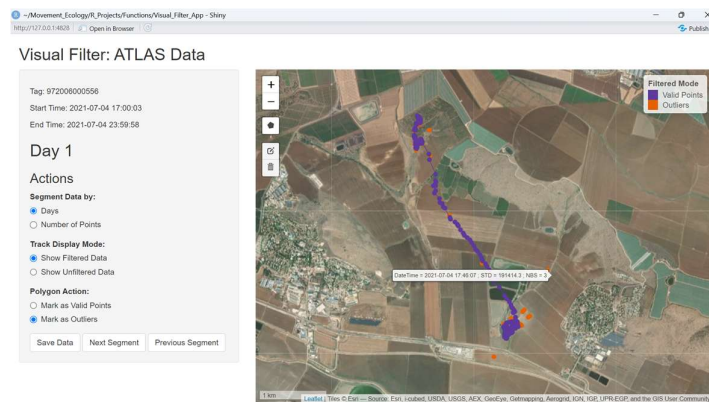 ~/Movement_Ecology/R_Projects/Functions/Visual_Filter_App - Shiny
http://127.0.0.1:4828 Open in Browser Publish
Visual Filter: ATLAS Data
Tag: 972006000556
Start Time: 2021-07-04 17:00:03
End Time: 2021-07-04 23:59:58
Day 1
Actions
Segment Data by:
Days
Number of Points
Track Display Mode:
Show Filtered Data
Show Unfiltered Data
Polygon Action:
Mark as Valid Points
Mark as Outliers
Save Data Next Segment Previous Segment
+
−
Filtered Mode
Valid Points
Outliers
DateTime = 2021-07-04 17:46:07 ; STD = 191414.3 ; NBS = 3
1 km
Leaflet | Tiles © Esri — Source: Esri, i-cubed, USDA, USGS, AEX, GeoEye, Getmapping, Aerogrid, IGN, IGP, UPR-EGP, and the GIS User Community